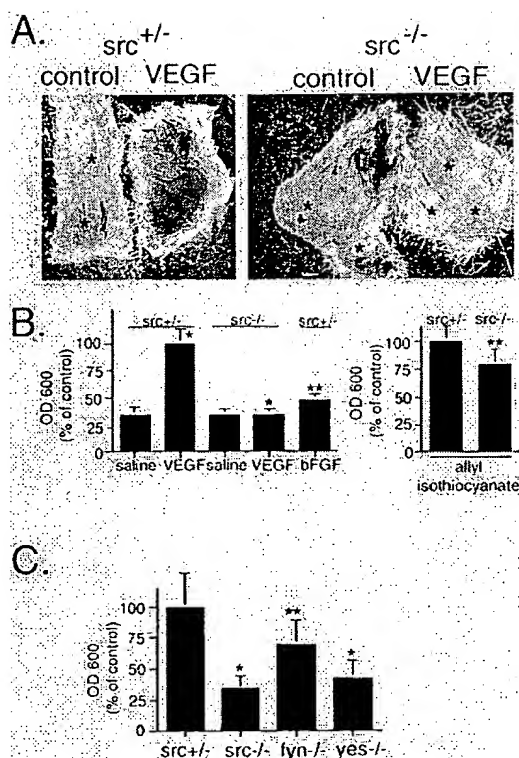 A.
src+/-
src-/-
control VEGF
control VEGF
B.
src+/- src-/- src+/-
OD 600
(% of control)
100
75
50
25
0
* * **
saline VEGF saline VEGF bFGF
src+/- src-/-
OD 600
(% of control)
100
75
50
25
0
**
allyl
isothiocyanate
C.
OD 600
(% of control)
100
75
50
25
0
* ** *
src+/- src-/- fyn-/- yes-/-